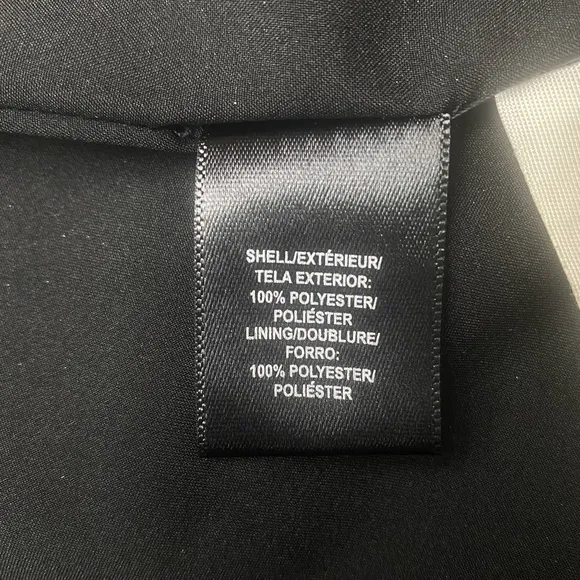 SHELL/EXTÉRIEUR/
TELA EXTERIOR:
100% POLYESTER/
POLIÉSTER
LINING/DOUBLURE/
FORRO:
100% POLYESTER/
POLIÉSTER